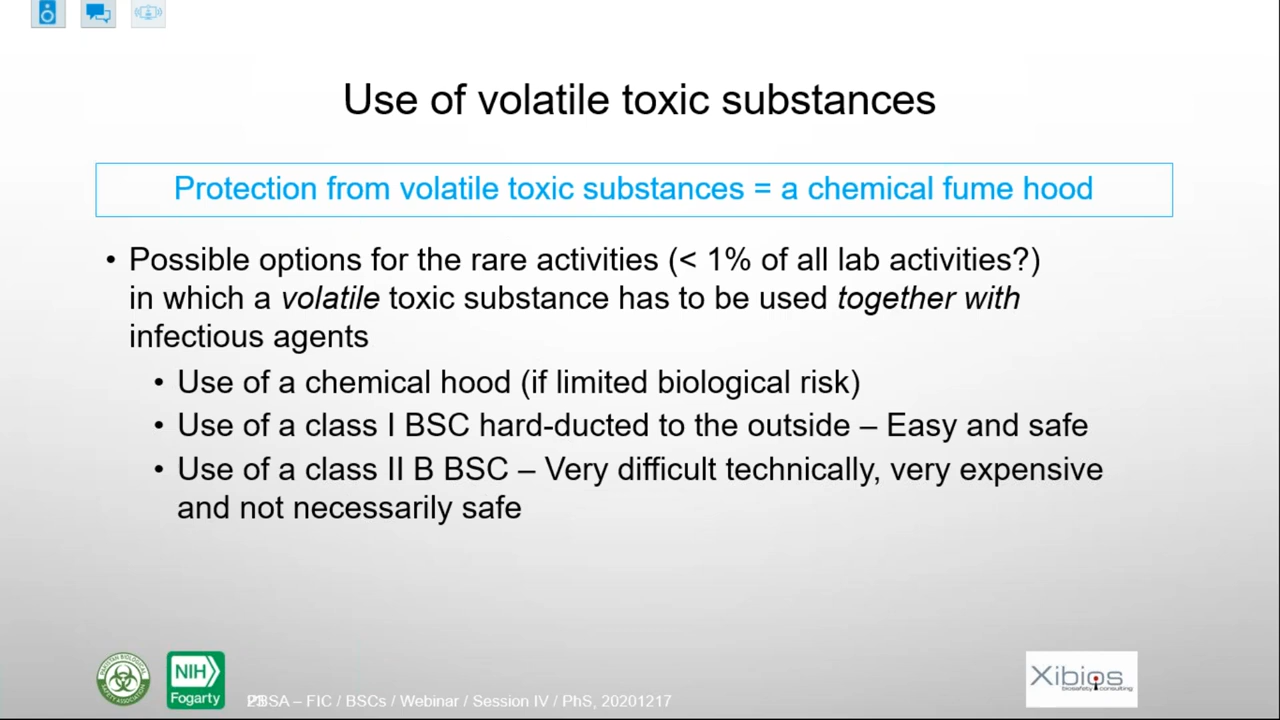 Use of volatile toxic substances
Protection from volatile toxic substances = a chemical fume hood
• Possible options for the rare activities (< 1% of all lab activities?)
in which a volatile toxic substance has to be used together with
infectious agents
• Use of a chemical hood (if limited biological risk)
• Use of a class I BSC hard-ducted to the outside – Easy and safe
• Use of a class II B BSC – Very difficult technically, very expensive
and not necessarily safe
NIH
Fogarty
– FIC / BSCs / Webinar / Session IV / PhS, 20201217
Xibios
biosafety consulting